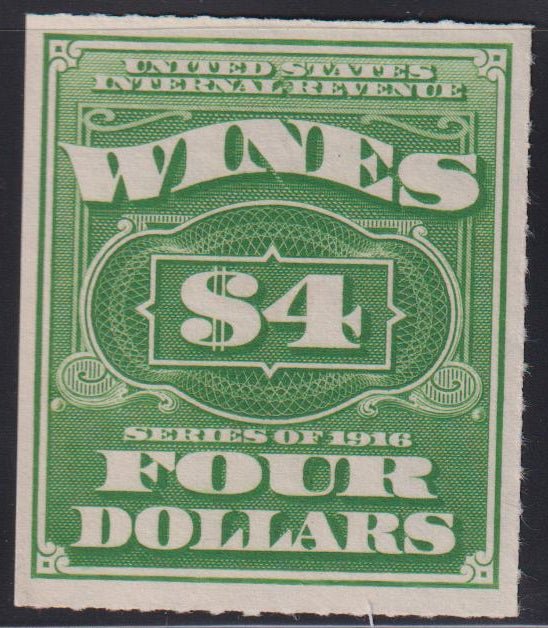 UNITED STATES
INTERNAL REVENUE
WINES
$4
SERIES OF 1916
FOUR
DOLLARS